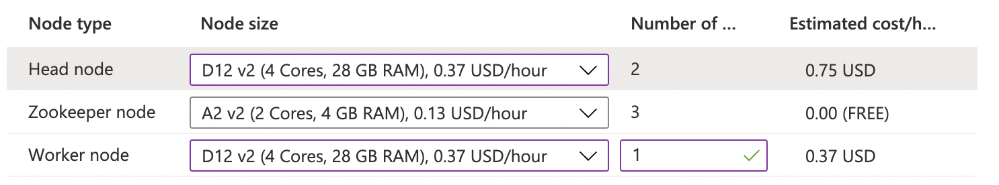 Node type Node size Number of ... Estimated cost/h...
Head node D12 v2 (4 Cores, 28 GB RAM), 0.37 USD/hour 2 0.75 USD
Zookeeper node A2 v2 (2 Cores, 4 GB RAM), 0.13 USD/hour 3 0.00 (FREE)
Worker node D12 v2 (4 Cores, 28 GB RAM), 0.37 USD/hour 1 0.37 USD